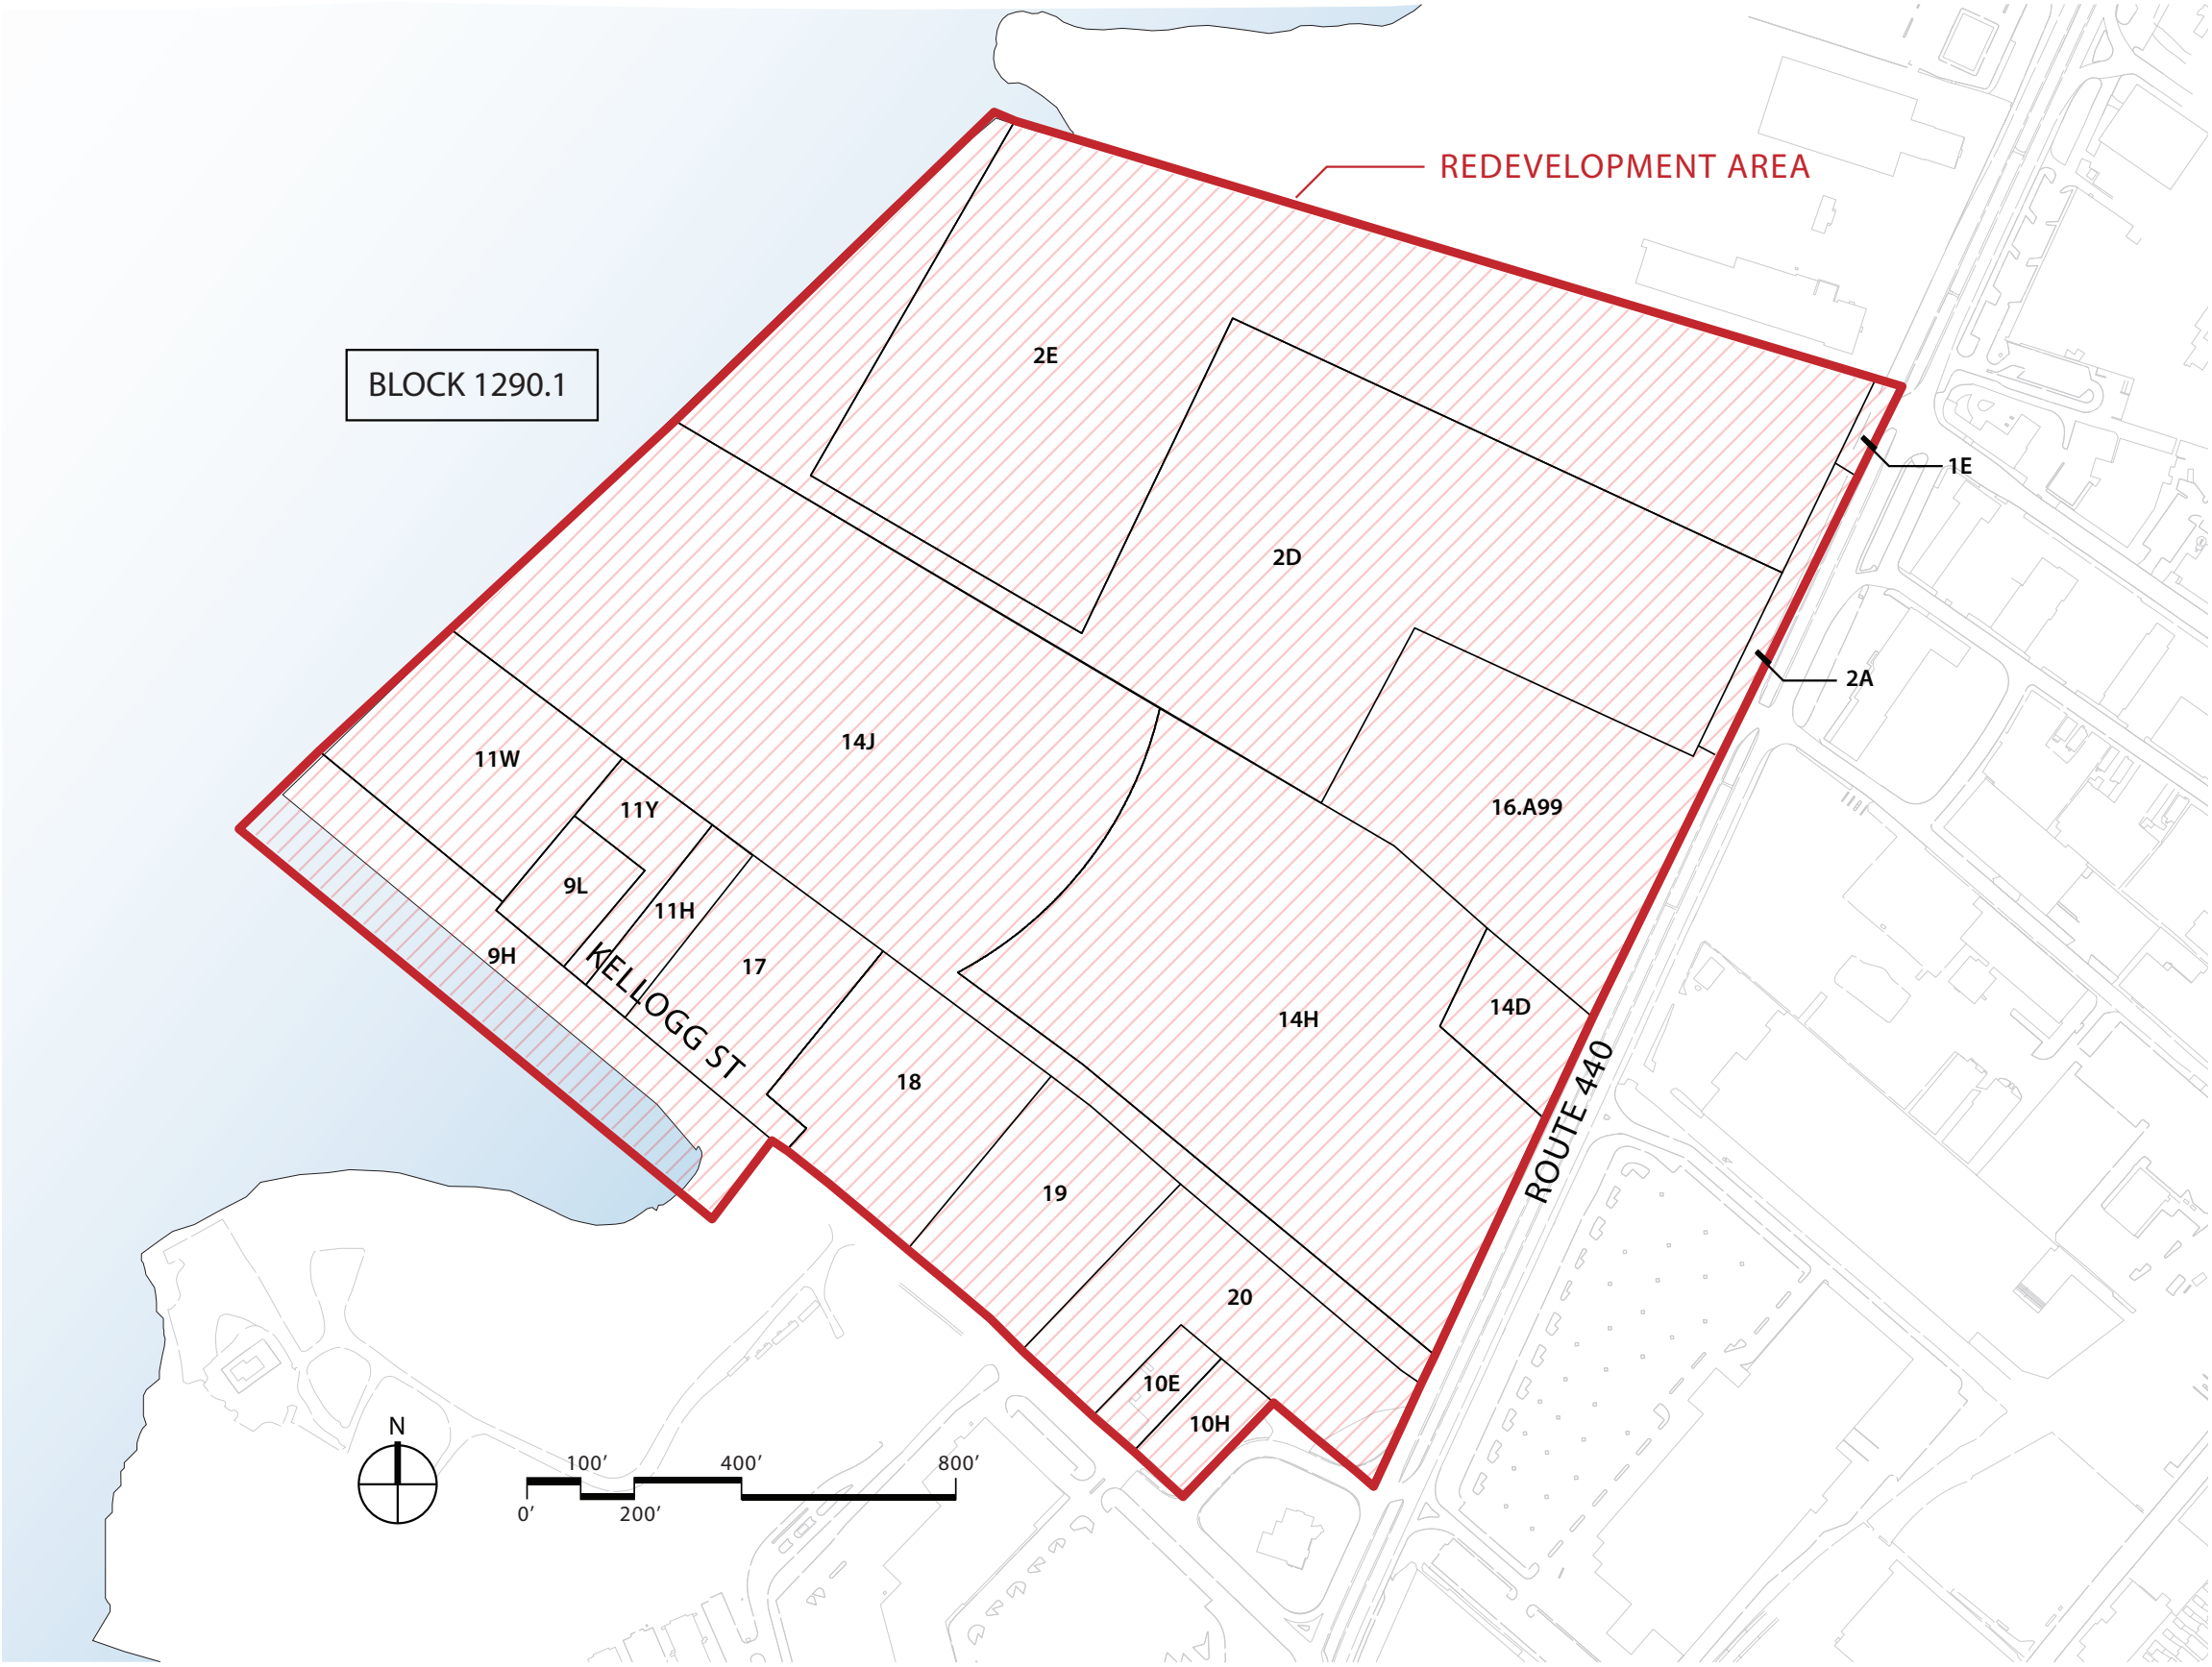 REDEVELOPMENT AREA
BLOCK 1290.1
2E
1E
2D
2A
14J
11W
11Y
16.A99
9L
11H
9H
17
KELLOGG ST
14D
14H
ROUTE 440
18
19
20
10E
10H
N
100’ 400’ 800’
0’ 200’